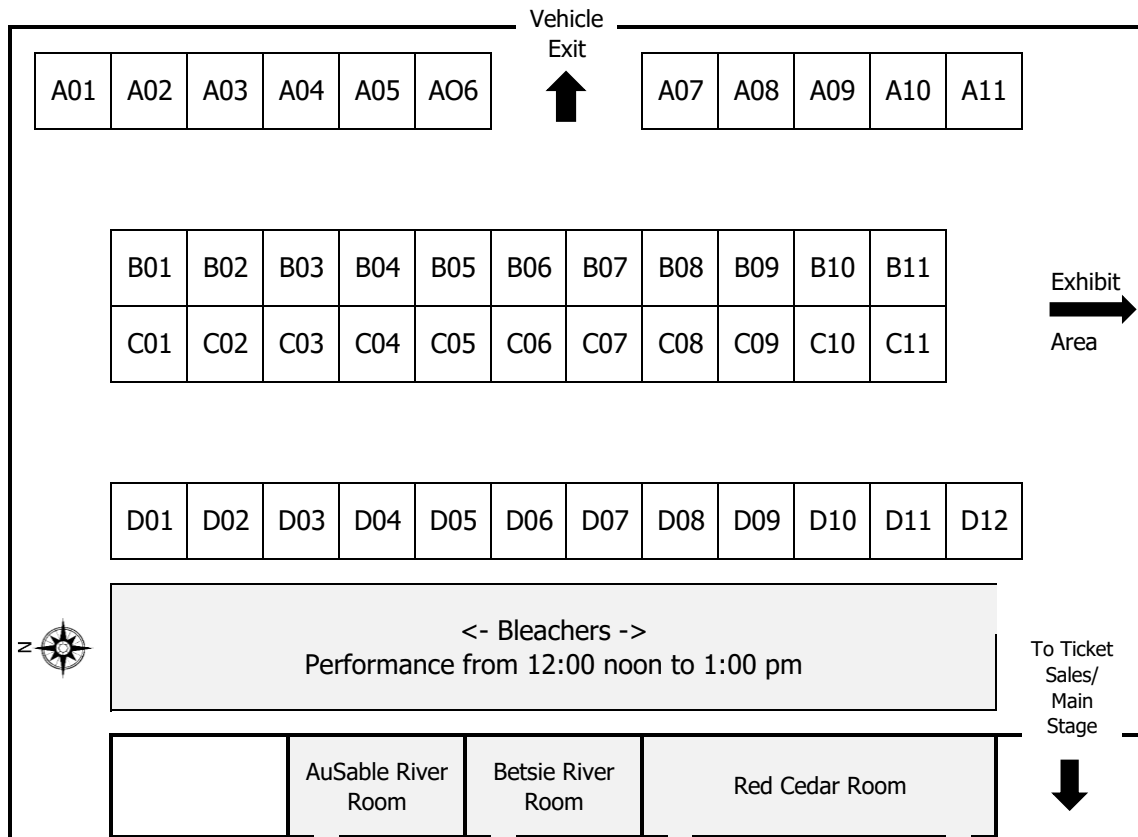 Vehicle
Exit
A01 A02 A03 A04 A05 AO6 A07 A08 A09 A10 A11
B01 B02 B03 B04 B05 B06 B07 B08 B09 B10 B11
Exhibit
C01 C02 C03 C04 C05 C06 C07 C08 C09 C10 C11
Area
D01 D02 D03 D04 D05 D06 D07 D08 D09 D10 D11 D12
<- Bleachers ->
Performance from 12:00 noon to 1:00 pm
N
To Ticket
Sales/
Main
Stage
AuSable River
Room
Betsie River
Room
Red Cedar Room